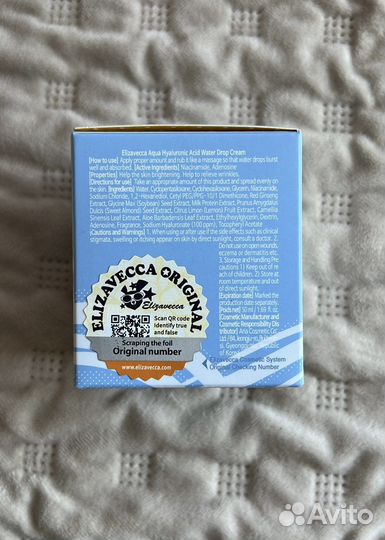 Elizavecca Aqua Hyaluronic Acid Water Drop Cream
[How to use] Apply proper amount and rub it like a massage so that water drops burst
well and absorbed. [Active Ingredients] Niacinamide, Adenosine
[Properties] Help the skin brightening. Help to relieve wrinkles.
[Directions for use] Take an appropriate amount of this product and spread evenly on
the skin. [Ingredients] Water, Cyclopentasiloxane, Cyclohexasiloxane, Glycerin, Niacinamide,
Sodium Chloride, 1,2-Hexanediol, Cetyl PEG/PPG-10/1 Dimethicone, Red Ginseng
Extract, Glycine Max (Soybean) Seed Extract, Milk Protein Extract, Prunus Amygdalus
Dulcis (Sweet Almond) Seed Extract, Citrus Limon (Lemon) Fruit Extract, Camellia
Sinensis Leaf Extract, Aloe Barbadensis Leaf Extract, Ethylhexylglycerin, Dextrin,
Adenosine, Fragrance, Sodium Hyaluronate (100 ppm), Tocopheryl Acetate
[Cautions and Warning] 1. When using or after use if the side effects such as clinical
stigmata, swelling or itching appear on skin by direct sunlight, consult a doctor. 2.
Do not use on open wounds,
eczema or dermatitis etc.
3. Storage and Handling Pre
cautions 1) Keep out of rea
ch of children. 2) Store at
room temperature and out
of direct sunlight.
[Expiration date] Marked the
production date separately.
[Poids net] 50 ml / 1.69 fl. oz.
[Cosmetic Manufacturer and
Cosmetic Responsibility Dis
tributor]
of Korea
Elizavecca Cosmetic System
Original Checking Number
ELIZAVECCA ORIGINAL
Elizavecca
Scan QR code
Identify true
and false
Scraping the foil
Original number
www.elizavecca.com
Avito